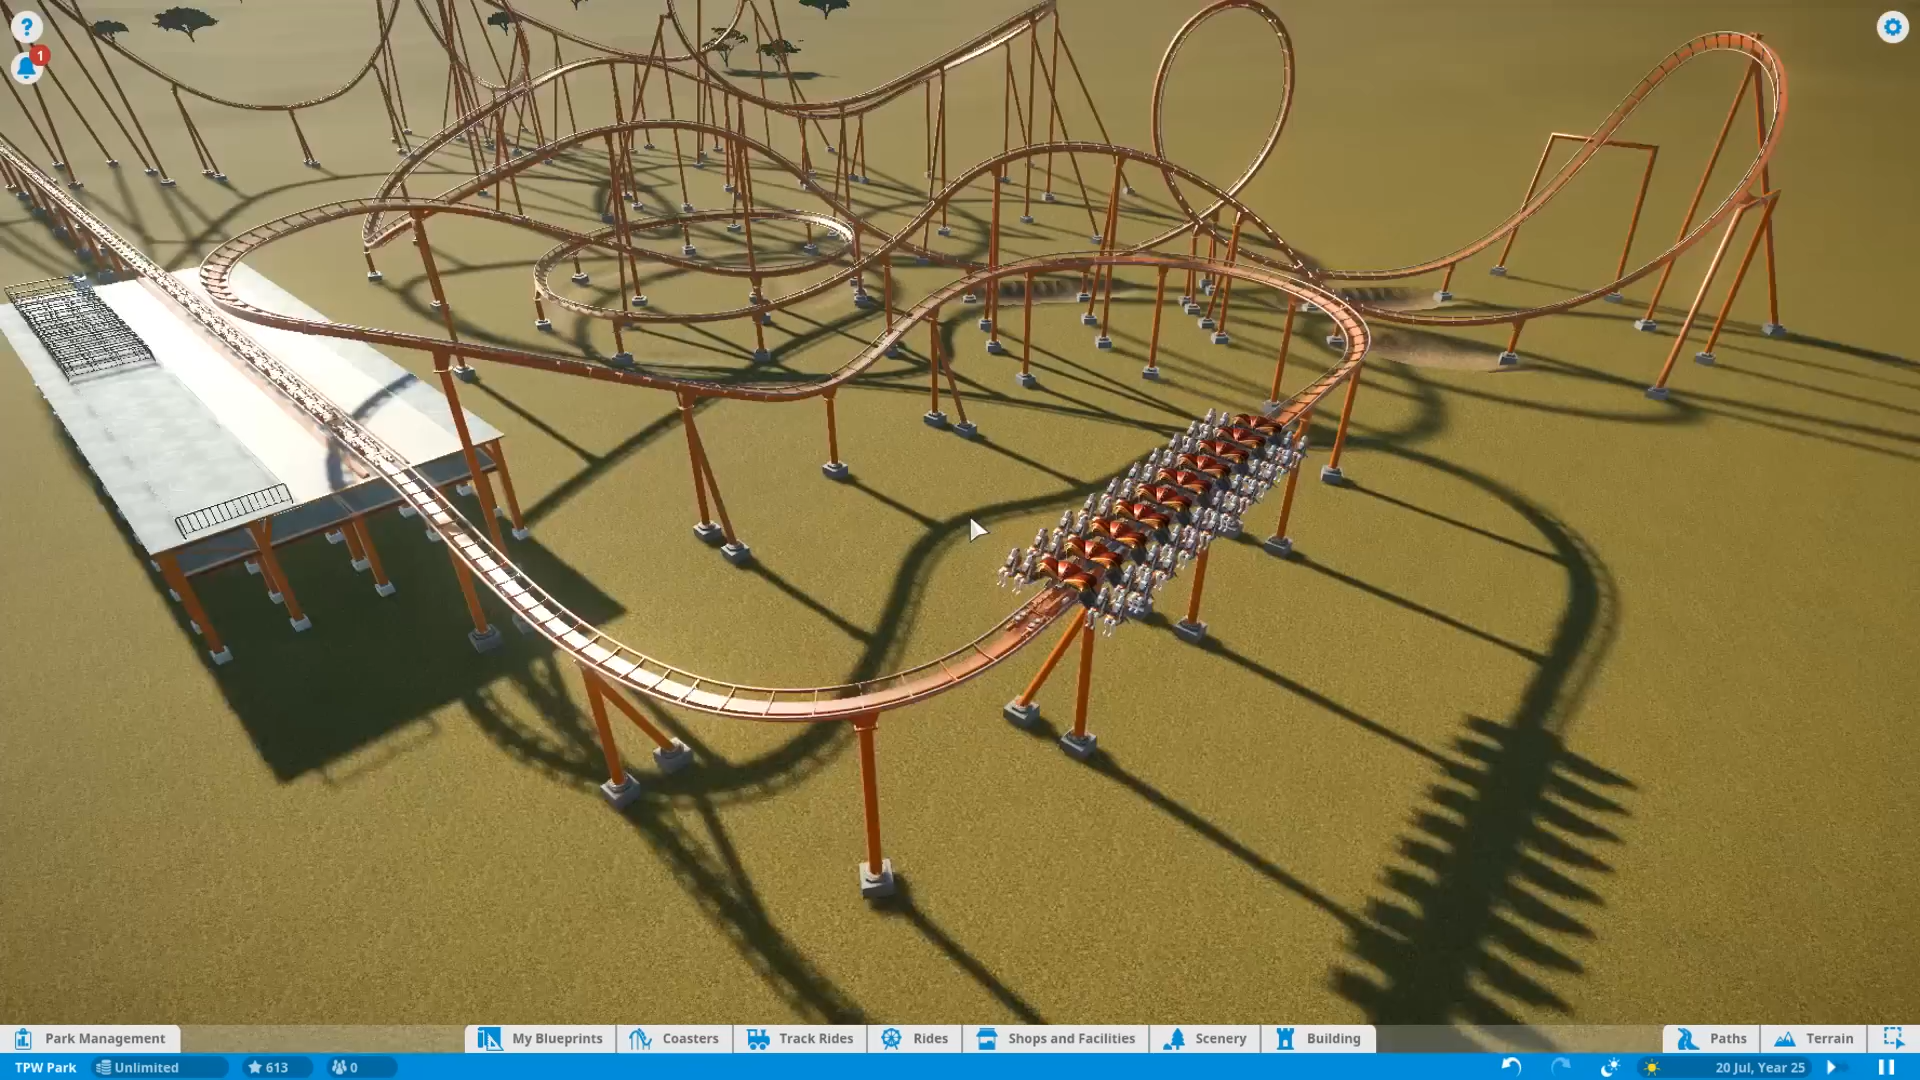 ?
1
Park Management
My Blueprints
Coasters
Track Rides
Rides
Shops and Facilities
Scenery
Building
Paths
Terrain
TPW Park
Unlimited
613
0
20 Jul, Year 25